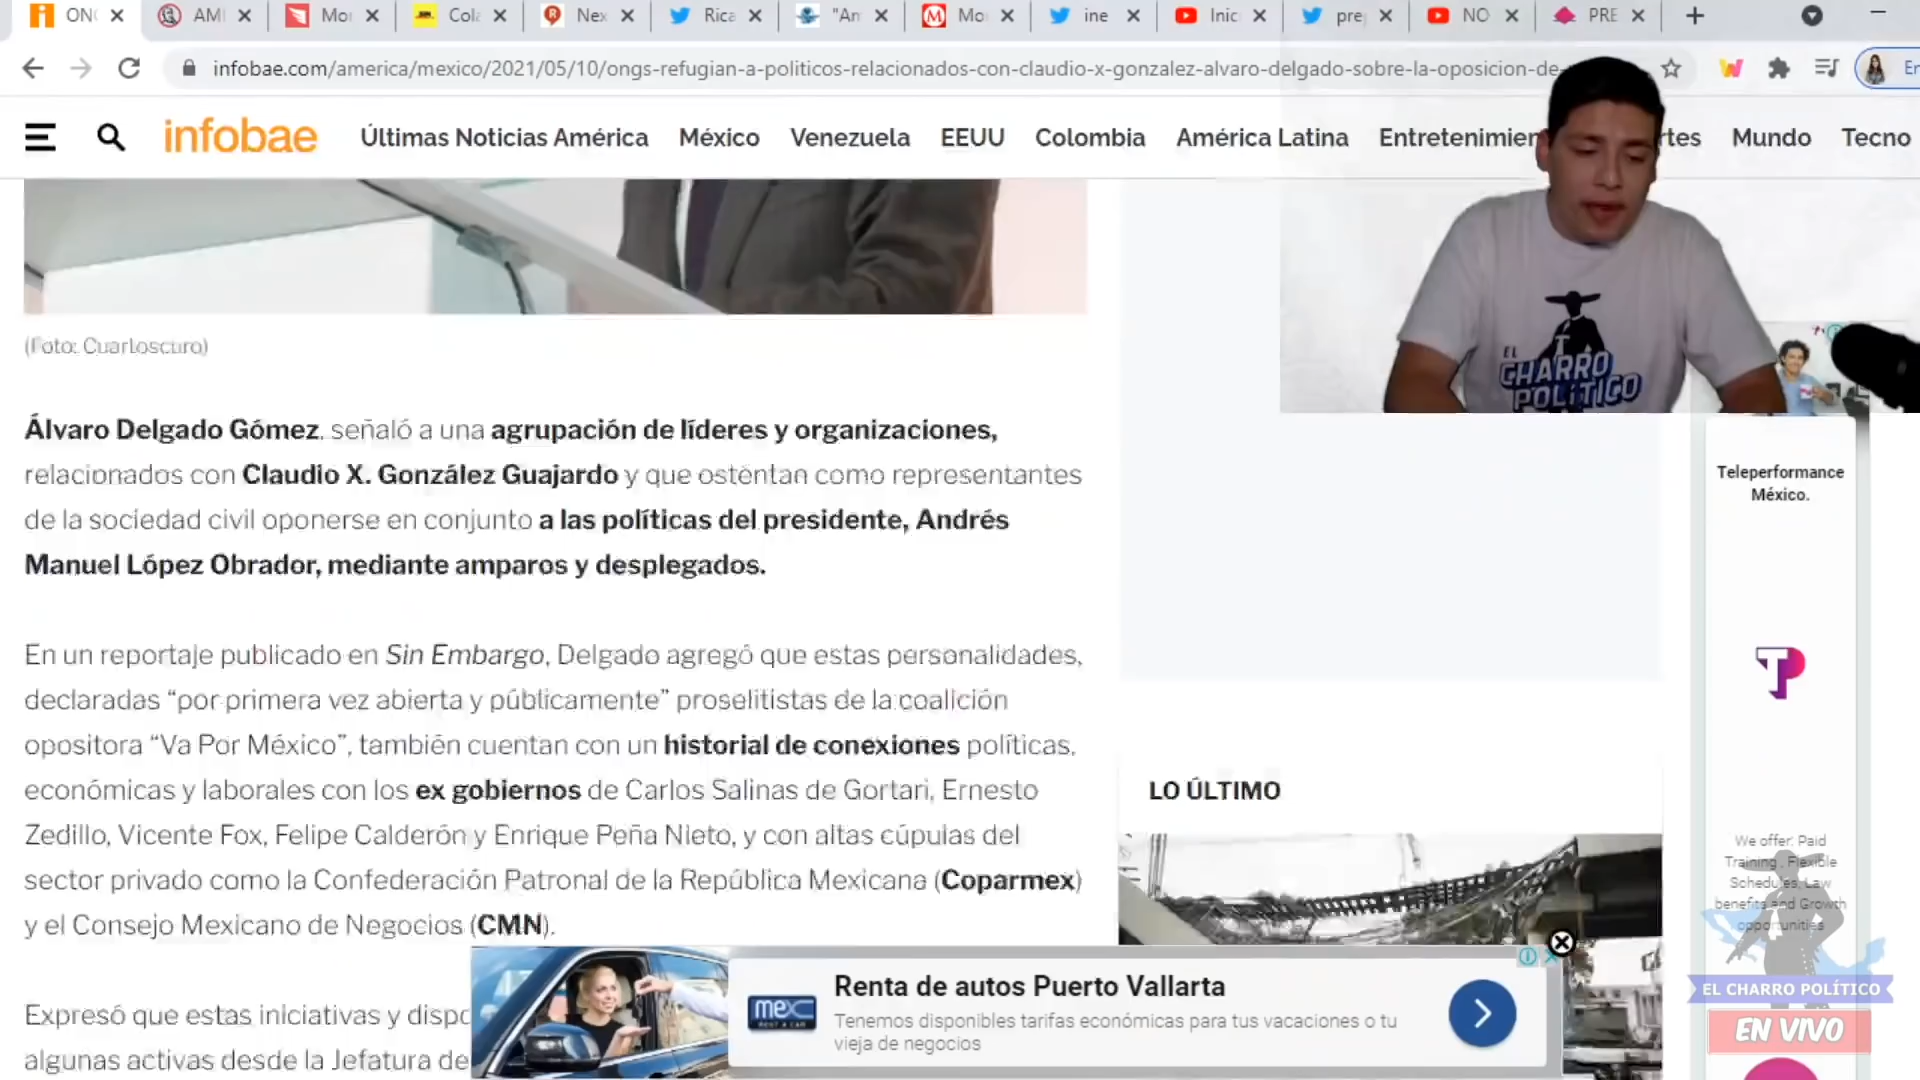 ON
AMI
Mo
Cola
Nex
Rica
"An
Mo
ine
Inic
pre
NO
PRE
infobae.com/america/mexico/2021/05/10/ongs-refugian-a-politicos-relacionados-con-claudio-x-gonzalez-alvaro-delgado-sobre-la-oposicion-de-
infobae
Últimas Noticias América México Venezuela EEUU Colombia América Latina Mundo Tecno
(Foto: Cuartoscuro)
EL
CHARRO
POLÍTICO
Álvaro Delgado Gómez, señaló a una agrupación de líderes y organizaciones,
relacionados con Claudio X. González Guajardo y que ostentan como representantes
de la sociedad civil oponerse en conjunto a las políticas del presidente, Andrés
Manuel López Obrador, mediante amparos y desplegados.
En un reportaje publicado en Sin Embargo, Delgado agregó que estas personalidades,
declaradas “por primera vez abierta y públicamente” proselitistas de la coalición
opositora “Va Por México”, también cuentan con un historial de conexiones políticas,
económicas y laborales con los ex gobiernos de Carlos Salinas de Gortari, Ernesto
Zedillo, Vicente Fox, Felipe Calderón y Enrique Peña Nieto, y con altas cúpulas del
sector privado como la Confederación Patronal de la República Mexicana (Coparmex)
y el Consejo Mexicano de Negocios (CMN).
Expresó que estas iniciativas y
algunas activas desde la Jefatura de
LO ÚLTIMO
Teleperformance
México.
We offer: Paid
Training, Flexible
Schedules, Law
benefits and Growth
opportunities
mex
RENT A CAR
Renta de autos Puerto Vallarta
Tenemos disponibles tarifas económicas para tus vacaciones o tu
vieja de negocios
EL CHARRO POLÍTICO
EN VIVO